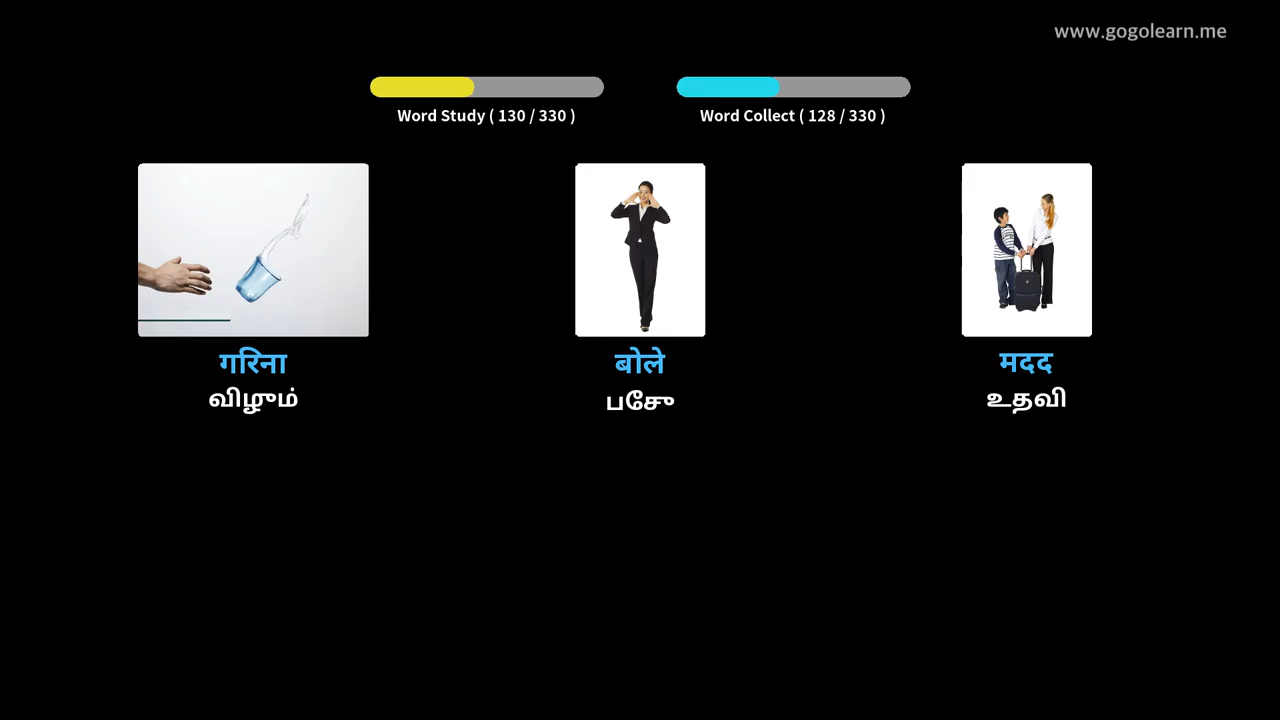 www.gogolearn.me
Word Study ( 130 / 330 )
Word Collect ( 128 / 330 )
गरिना
बोले
मदद
விழும்
பசேு
உதவி